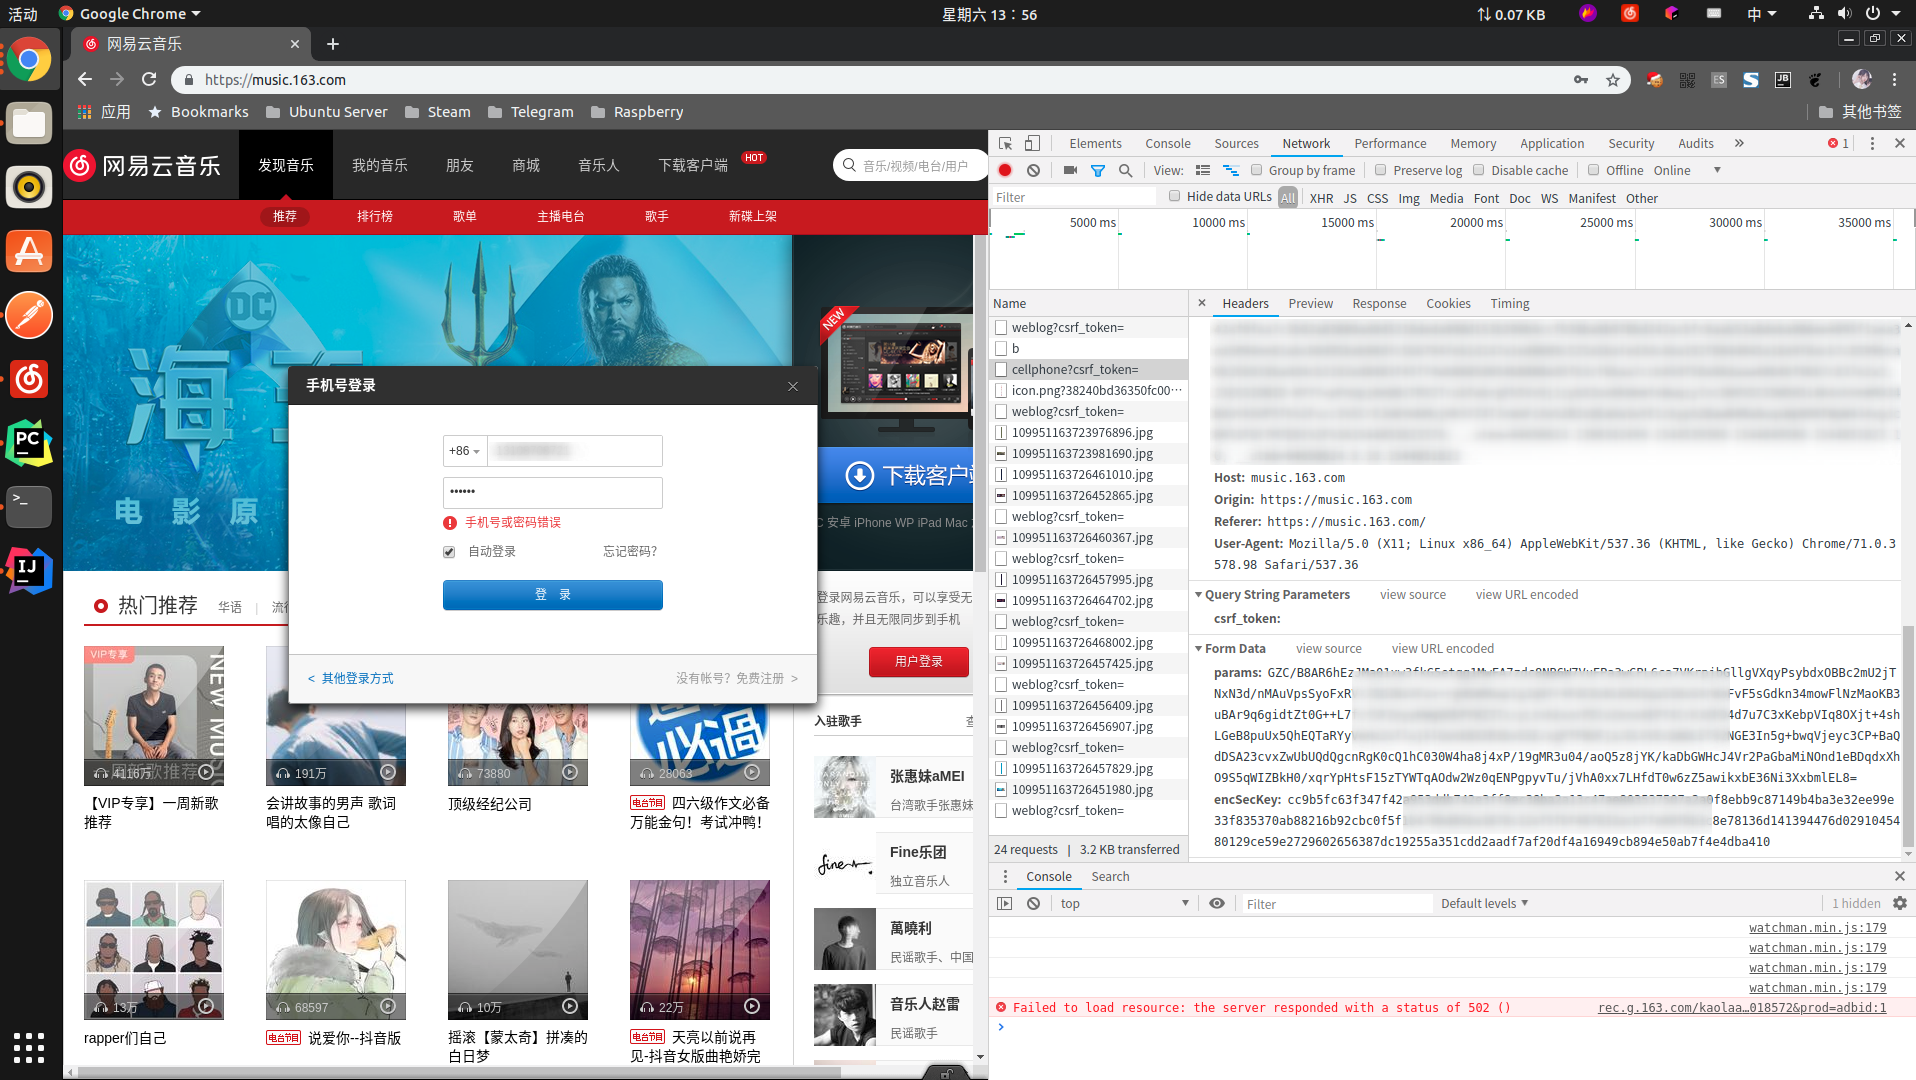 活动
Google Chrome
星期六 13：56
0.07 KB
中
网易云音乐
https://music.163.com
应用
Bookmarks
Ubuntu Server
Steam
Telegram
Raspberry
其他书签
网易云音乐
发现音乐
我的音乐
朋友
商城
音乐人
下载客户端
HOT
音乐/视频/电台/用户
推荐
排行榜
歌单
主播电台
歌手
新碟上架
DC
NEW
电影原
下载客户端
安卓 iPhone WP iPad Mac
手机号登录
+86
••••••
手机号或密码错误
自动登录
忘记密码?
登 录
< 其他登录方式
没有帐号? 免费注册 >
热门推荐
华语
登录网易云音乐，可以享受无
乐趣，并且无限同步到手机
用户登录
VIP专享
NEW MUSIC
4116万
191万
73880
28063
【VIP专享】一周新歌
推荐
会讲故事的男声 歌词
唱的太像自己
顶级经纪公司
电台节目 四六级作文必备
万能金句！考试冲鸭！
入驻歌手
张惠妹aMEI
台湾歌手张惠妹
Fine乐团
独立音乐人
萬曉利
民谣歌手、中国
音乐人赵雷
民谣歌手
13万
68597
10万
22万
rapper们自己
电台节目 说爱你--抖音版
摇滚【蒙太奇】拼凑的
白日梦
电台节目 天亮以前说再
见-抖音女版曲艳娇完
Elements
Console
Sources
Network
Performance
Memory
Application
Security
Audits
1
View:
Group by frame
Preserve log
Disable cache
Offline
Online
Filter
Hide data URLs
All
XHR
JS
CSS
Img
Media
Font
Doc
WS
Manifest
Other
5000 ms
10000 ms
15000 ms
20000 ms
25000 ms
30000 ms
35000 ms
Name
weblog?csrf_token=
b
cellphone?csrf_token=
icon.png?38240bd36350fc00…
weblog?csrf_token=
109951163723976896.jpg
109951163723981690.jpg
109951163726461010.jpg
109951163726452865.jpg
weblog?csrf_token=
109951163726460367.jpg
weblog?csrf_token=
109951163726457995.jpg
109951163726464702.jpg
weblog?csrf_token=
109951163726468002.jpg
109951163726457425.jpg
weblog?csrf_token=
109951163726456409.jpg
109951163726456907.jpg
weblog?csrf_token=
109951163726457829.jpg
109951163726451980.jpg
weblog?csrf_token=
24 requests | 3.2 KB transferred
Headers
Preview
Response
Cookies
Timing
Host: music.163.com
Origin: https://music.163.com
Referer: https://music.163.com/
User-Agent: Mozilla/5.0 (X11; Linux x86_64) AppleWebKit/537.36 (KHTML, like Gecko) Chrome/71.0.3
578.98 Safari/537.36
Query String Parameters
view source
view URL encoded
csrf_token:
Form Data
view source
view URL encoded
params:
NxN3d/nMAuVpsSyoFxR FvF5sGdkn34mowFlNzMaoKB3
uBAr9q6gidtZt0G++L7 4d7u7C3xKebpVIq8OXjt+4sh
LGeB8puUx5QhEQTaRYy NGE3In5g+bwqVjeyc3CP+BaQ
dDSA23cvxZwUbUQdQgcnRgK0cQ1hC030W4ha8j4xP/19gMR3u04/aoQ5z8jYK/kaDbGWHcJ4Vr2PaGbaMiNOnd1eBDqdxXh
O9S5qWIZBkH0/xqrYpHtsF15zTYWTqAOdw2Wz0qENPgpyvTu/jVhA0xx7LHfdT0w6zZ5awikxbE36Ni3XxbmlEL8=
encSecKey: cc9b5fc63f347f42
33f835370ab88216b92cbc0f5f 8e78136d141394476d02910454
80129ce59e2729602656387dc19255a351cdd2aadf7af20df4a16949cb894e50ab7f4e4dba410
Console
Search
top
Filter
Default levels
1 hidden
watchman.min.js:179
watchman.min.js:179
watchman.min.js:179
watchman.min.js:179
Failed to load resource: the server responded with a status of 502 ()
rec.g.163.com/kaolaa…018572&prod=adbid:1